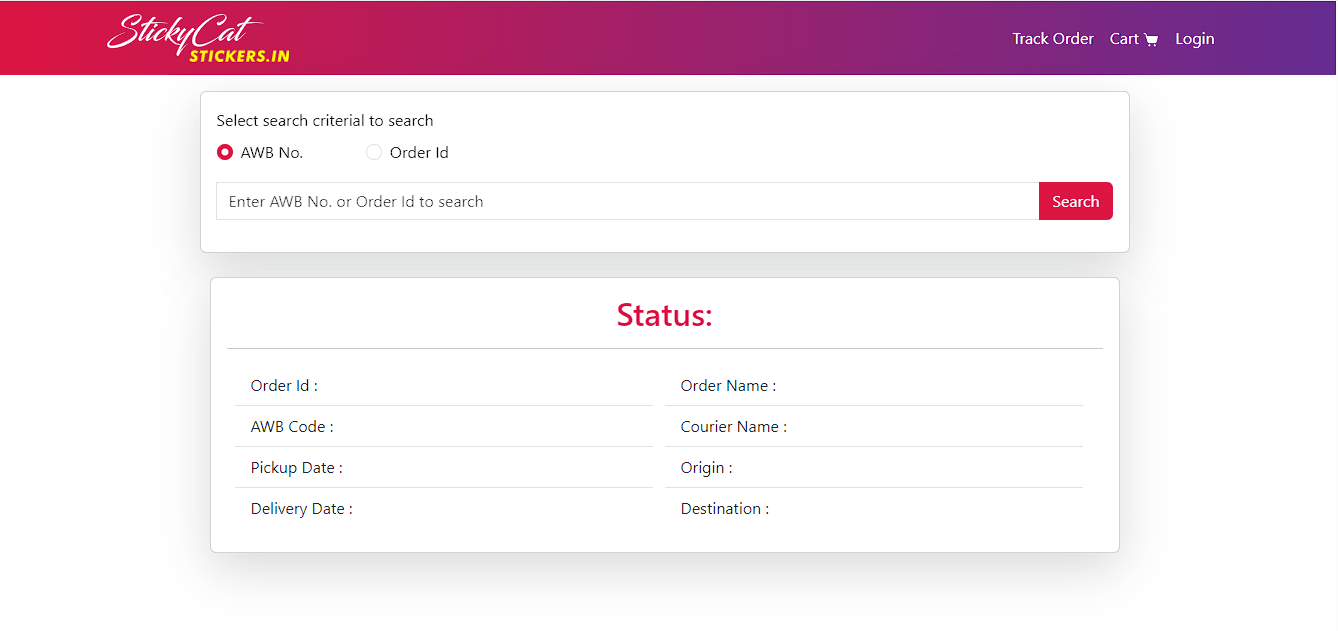 StickyCat
STICKERS.IN
Track Order Cart Login
Select search criterial to search
AWB No. Order Id
Enter AWB No. or Order Id to search Search
Status:
Order Id : Order Name :
AWB Code : Courier Name :
Pickup Date : Origin :
Delivery Date : Destination :